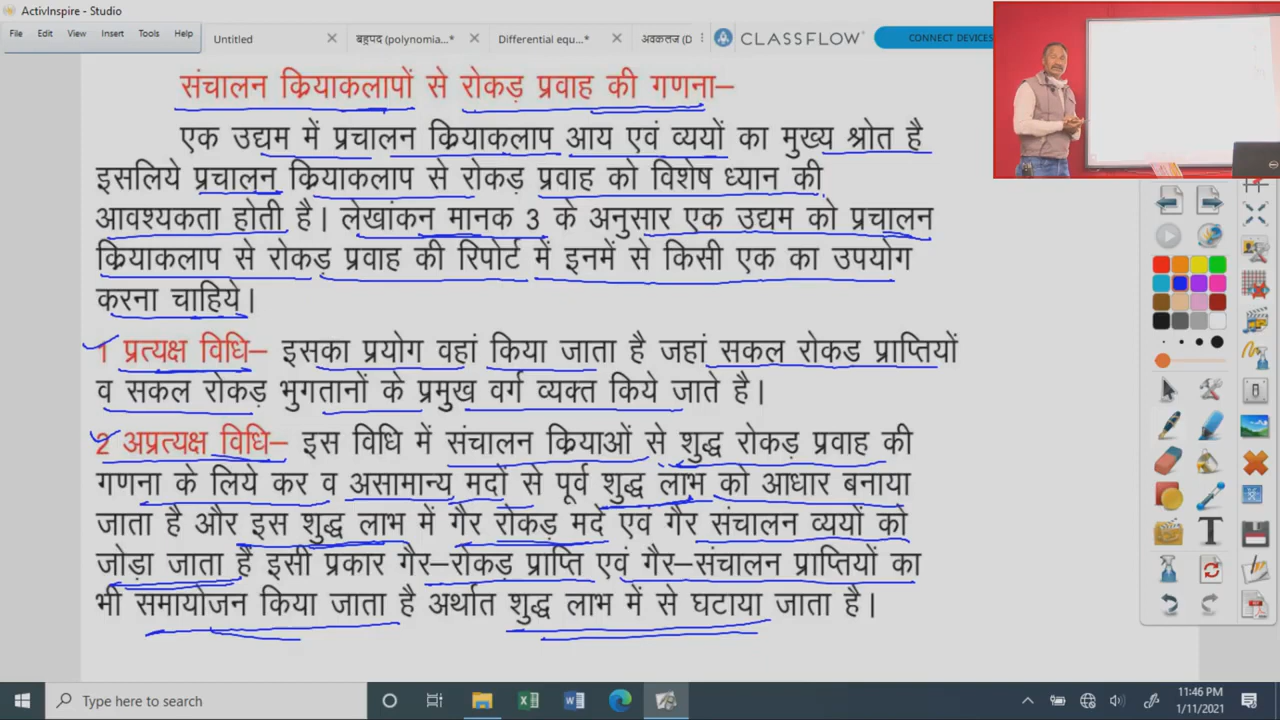 ActivInspire - Studio
File Edit View Insert Tools Help
Untitled
बहुपद (polynomia...*
Differential equ...*
अवकतज (D
CLASSFLOW
CONNECT DEVICES
संचालन क्रियाकलापों से रोकड़ प्रवाह की गणना–
एक उद्यम में प्रचालन क्रियाकलाप आय एवं व्ययों का मुख्य श्रोत है
इसलिये प्रचालन क्रियाकलाप से रोकड़ प्रवाह को विशेष ध्यान की
आवश्यकता होती है। लेखांकन मानक 3 के अनुसार एक उद्यम को प्रचालन
क्रियाकलाप से रोकड़ प्रवाह की रिपोर्ट में इनमें से किसी एक का उपयोग
करना चाहिये।
1 प्रत्यक्ष विधि– इसका प्रयोग वहां किया जाता है जहां सकल रोकड प्राप्तियों
व सकल रोकड़ भुगतानों के प्रमुख वर्ग व्यक्त किये जाते है।
2 अप्रत्यक्ष विधि– इस विधि में संचालन क्रियाओं से शुद्ध रोकड़ प्रवाह की
गणना के लिये कर व असामान्य मदों से पूर्व शुद्ध लाभ को आधार बनाया
जाता है और इस शुद्ध लाभ में गैर रोकड़ मदे एवं गैर संचालन व्ययों को
जोड़ा जाता हैं इसी प्रकार गैर–रोकड़ प्राप्ति एवं गैर–संचालन प्राप्तियों का
भी समायोजन किया जाता है अर्थात शुद्ध लाभ में से घटाया जाता है।
Type here to search
11:46 PM
1/11/2021